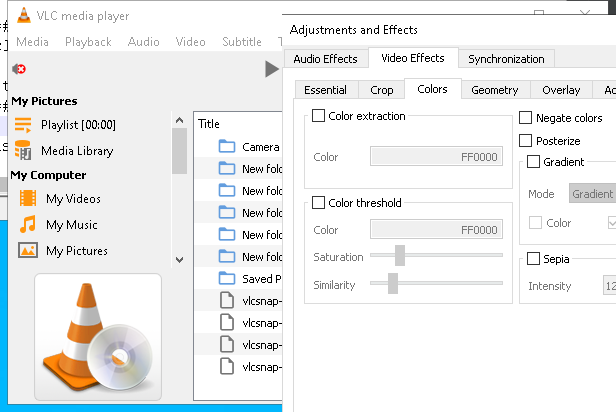 VLC media player
Media Playback Audio Video Subtitle
My Pictures
Playlist [00:00]
Media Library
My Computer
My Videos
My Music
My Pictures
Title
Camera
New fold
New fold
New fold
New fold
New fold
Saved P
vlcsnap-
vlcsnap-
vlcsnap-
vlcsnap-
Adjustments and Effects
Audio Effects Video Effects Synchronization
Essential Crop Colors Geometry Overlay
Color extraction
Color FF0000
Color threshold
Color FF0000
Saturation
Similarity
Negate colors
Posterize
Gradient
Mode Gradient
Color
Sepia
Intensity 12